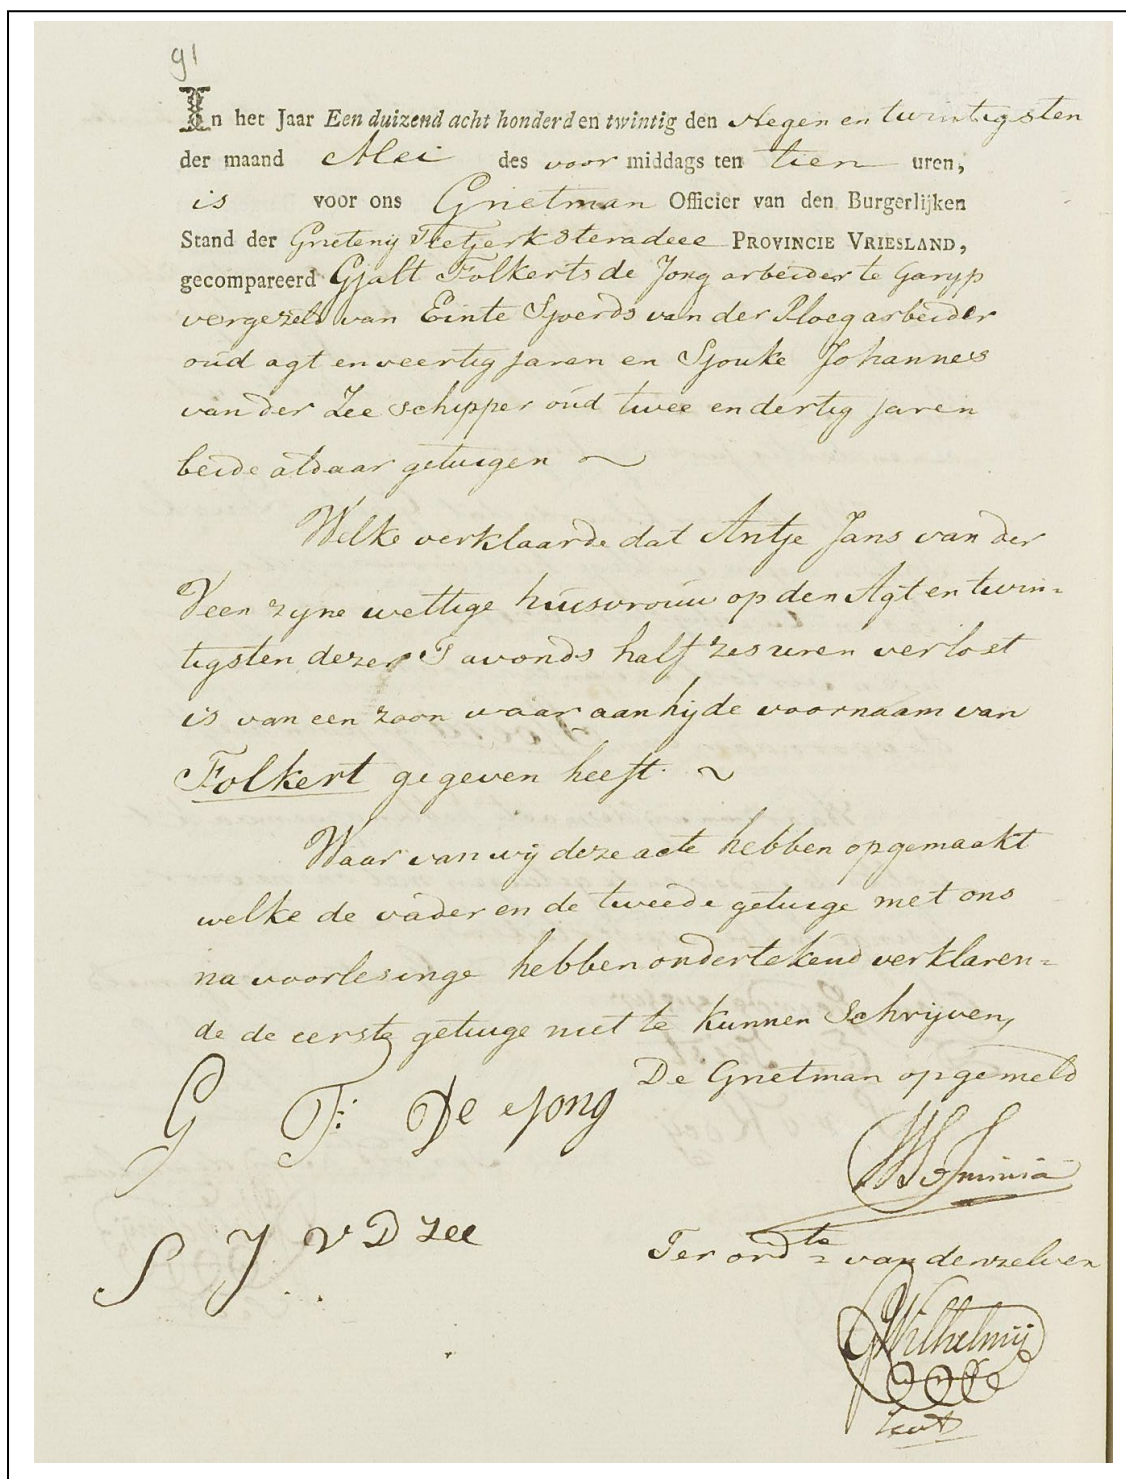 91
In het Jaar Een duizend acht honderd en twintig den Negen en twintigsten
der maand Mei des voor middags ten tien uren,
is voor ons Grietman Officier van den Burgerlijken
Stand der Grietenij Tietjerksteradeel PROVINCIE VRIESLAND,
gecompareerd Gjalt Folkerts de Jong arbeider te Garyp
vergezeld van Einte Sjoerds van der Ploeg arbeider
oud agt en veertig jaren en Sjouke Johannes
van der Zee schipper oud twee en dertig jaren
beide aldaar getuigen ~
Welke verklaarde dat Antje Jans van der
Veen zyne wettige huisvrouw op den Agt en twin=
tigsten dezer S avonds half zes uren verlost
is van een zoon waar aan hij de voornaam van
Folkert gegeven heeft. ~
Waar van wij deze acte hebben opgemaakt
welke de vader en de tweede getuige met ons
na voorlesinge hebben ondertekend verklaren=
de de eerste getuige niet te kunnen Schrijven,
De Grietman opgemeld
G F: De Jong
S J V D Zee
Ter ordte van denzelven
Wilhelmij